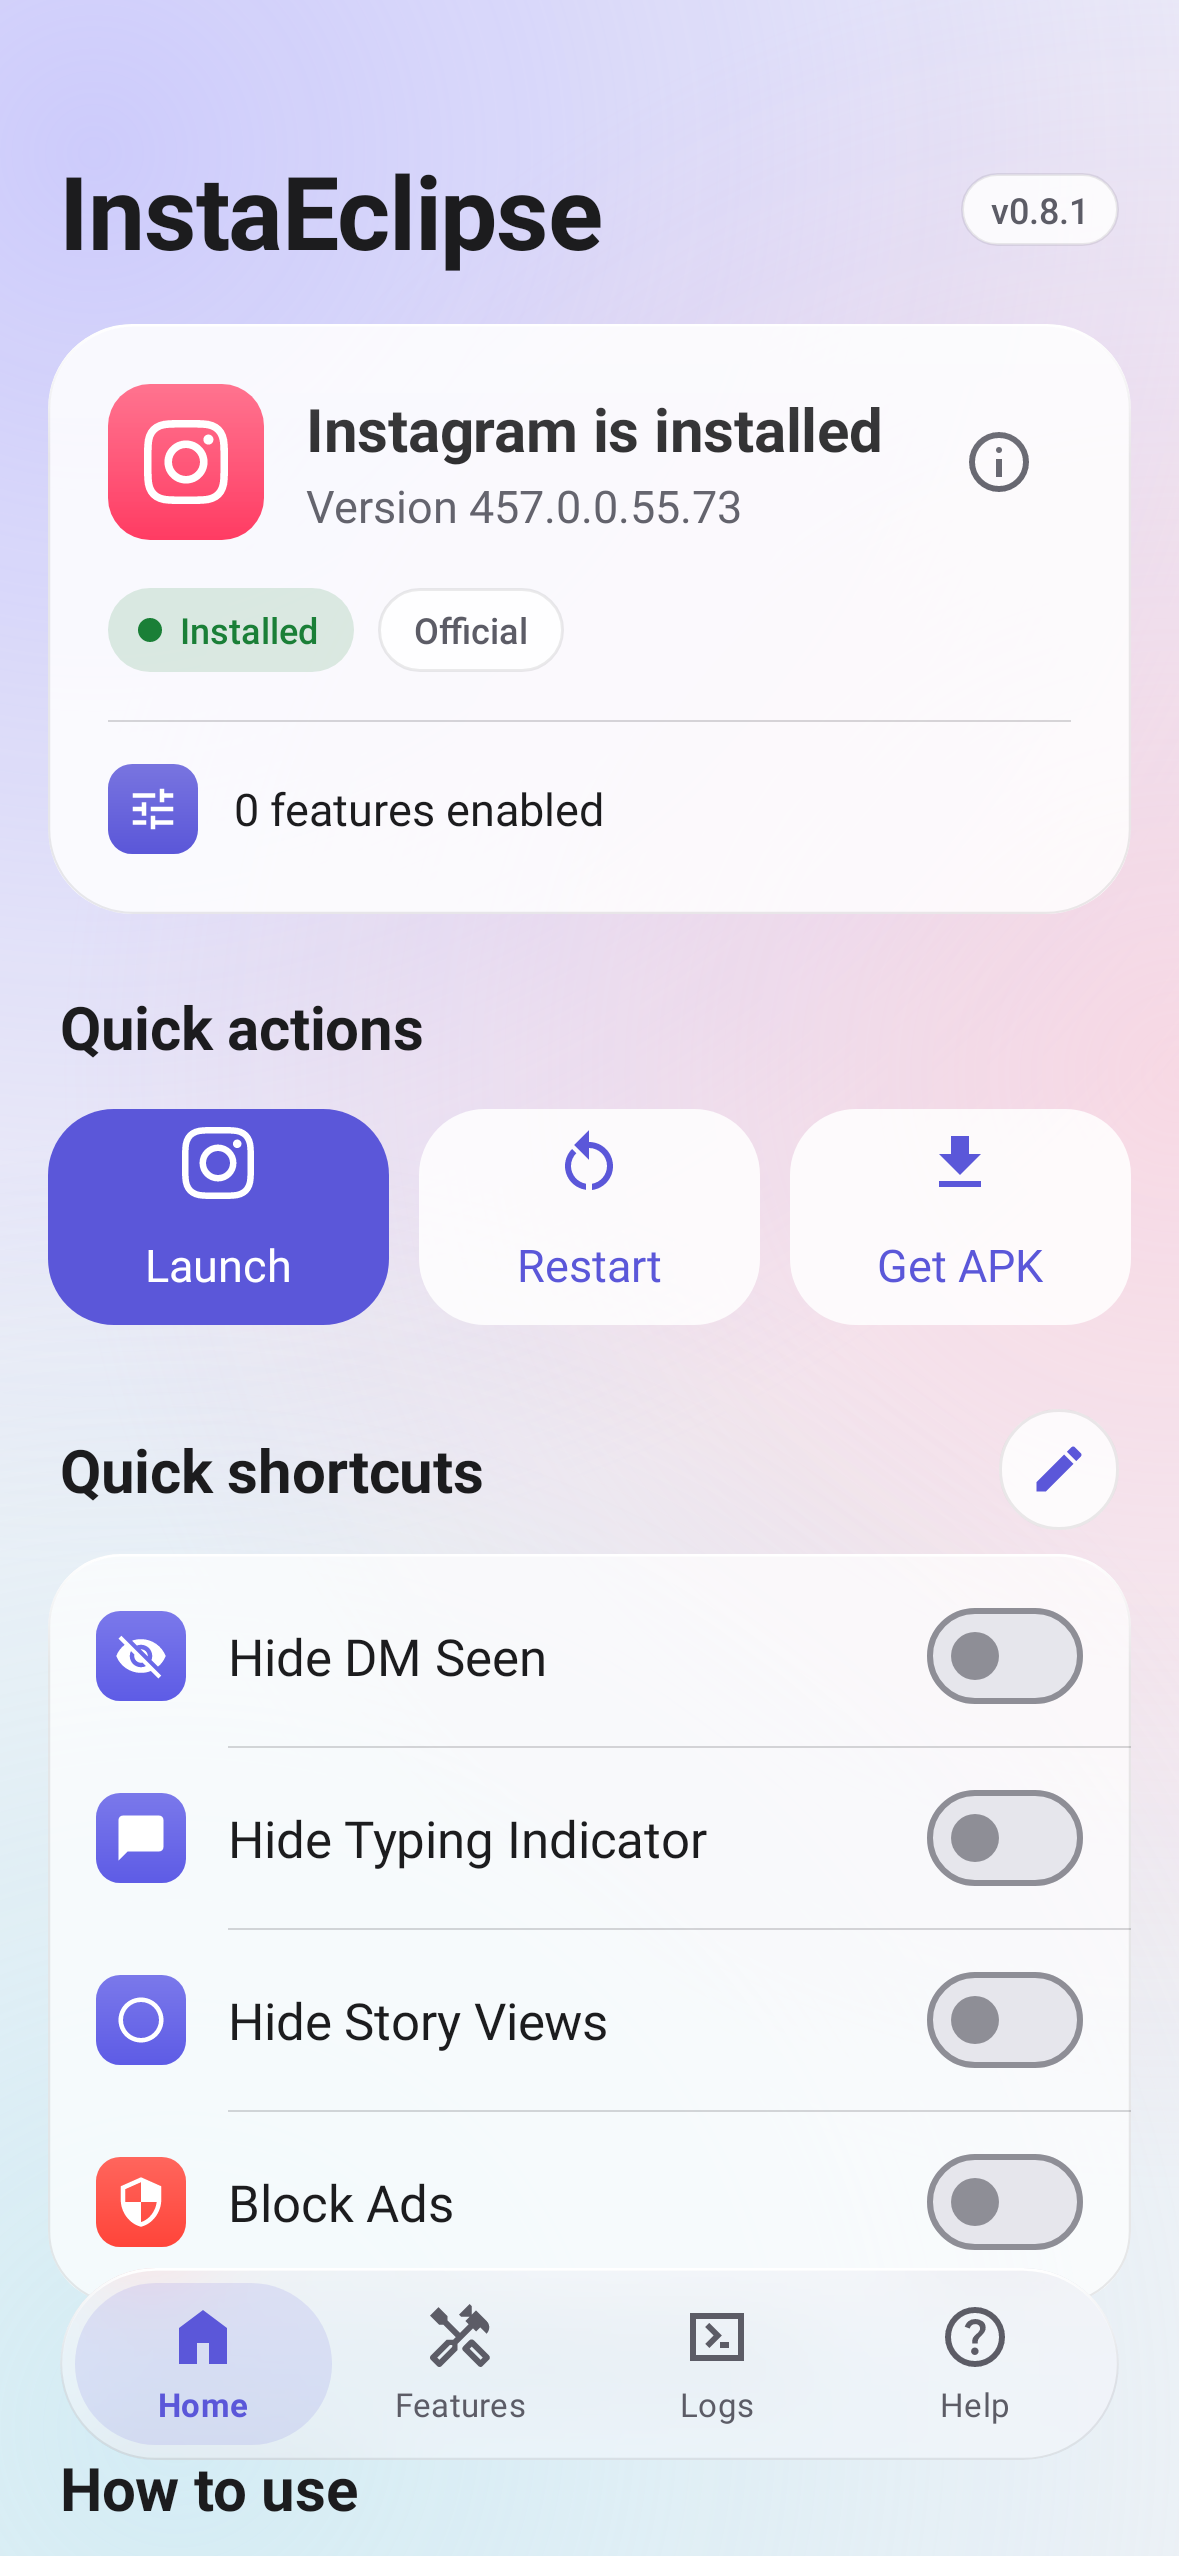 InstaEclipse
v0.8.1
Instagram is installed
Version 457.0.0.55.73
Installed
Official
0 features enabled
Quick actions
Launch
Restart
Get APK
Quick shortcuts
Hide DM Seen
Hide Typing Indicator
Hide Story Views
Block Ads
Home
Features
Logs
Help
How to use